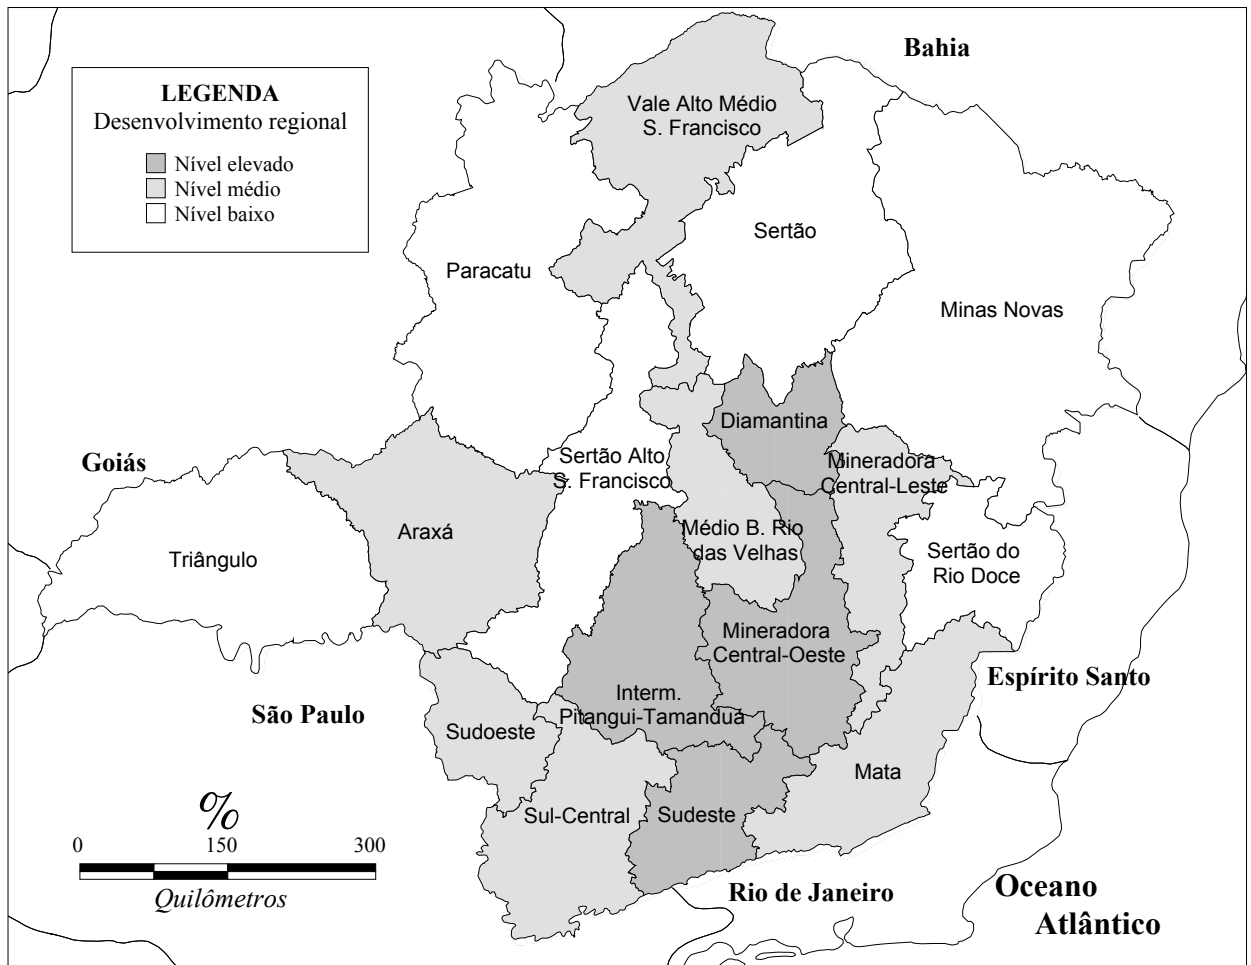 Bahia
LEGENDA
Desenvolvimento regional
Nível elevado
Nível médio
Nível baixo
Vale Alto Médio
S. Francisco
Sertão
Paracatu
Minas Novas
Diamantina
Goiás
Sertão Alto
S. Francisco
Mineradora
Central-Leste
Araxá
Médio B. Rio
das Velhas
Triângulo
Sertão do
Rio Doce
Mineradora
Central-Oeste
Espírito Santo
São Paulo
Interm.
Pitangui-Tamanduá
Sudoeste
Mata
%
Sul-Central
Sudeste
0 150 300
Quilômetros
Rio de Janeiro
Oceano
Atlântico